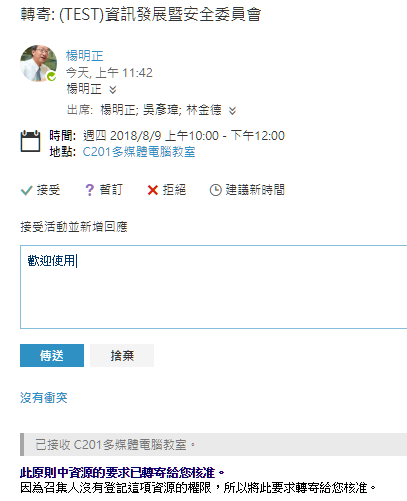 轉寄: (TEST)資訊發展暨安全委員會
楊明正
今天, 上午 11:42
楊明正
出席: 楊明正; 吳彥瑋; 林金德
時間: 週四 2018/8/9 上午10:00 - 下午12:00
地點: C201多媒體電腦教室
接受 暫訂 拒絕 建議新時間
接受活動並新增回應
歡迎使用
傳送 捨棄
沒有衝突
已接收 C201多媒體電腦教室。
此原則中資源的要求已轉寄給您核准。
因為召集人沒有登記這項資源的權限，所以將此要求轉寄給您核准。